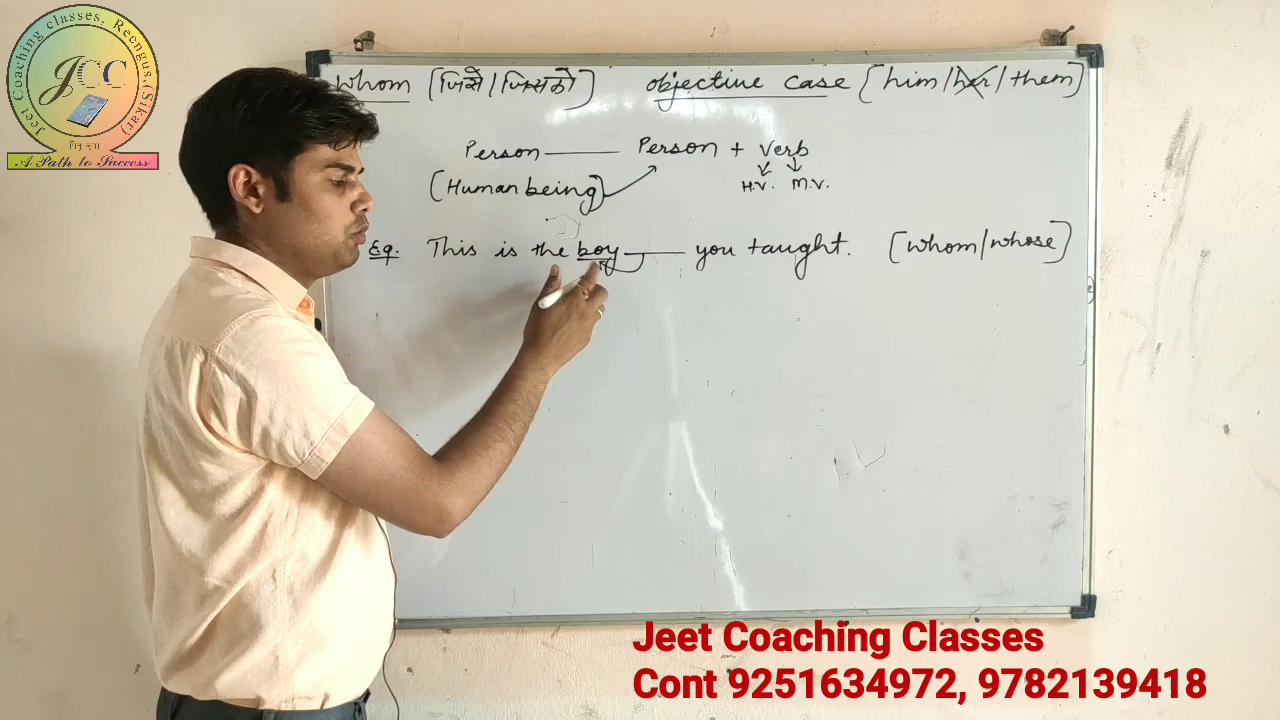 Jeet Coaching classes, Reengus.(Sikar)
JCC
A Path to Success
Whom [जिसे/जिसको] objective case [him/her/them]
Person ——— Person + Verb
[Human being] H.V. M.V.
Eg. This is the boy ——— you taught. [whom/whose]
Jeet Coaching Classes
Cont 9251634972, 9782139418